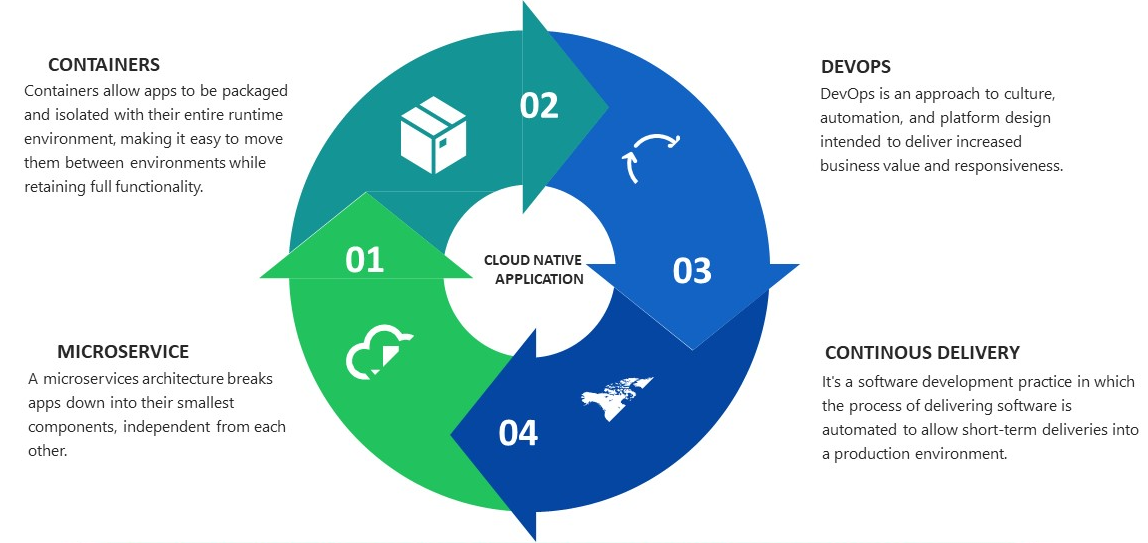 CONTAINERS
Containers allow apps to be packaged
and isolated with their entire runtime
environment, making it easy to move
them between environments while
retaining full functionality.
02
DEVOPS
DevOps is an approach to culture,
automation, and platform design
intended to deliver increased
business value and responsiveness.
01
CLOUD NATIVE
APPLICATION
03
MICROSERVICE
A microservices architecture breaks
apps down into their smallest
components, independent from each
other.
04
CONTINOUS DELIVERY
It's a software development practice in which
the process of delivering software is
automated to allow short-term deliveries into
a production environment.